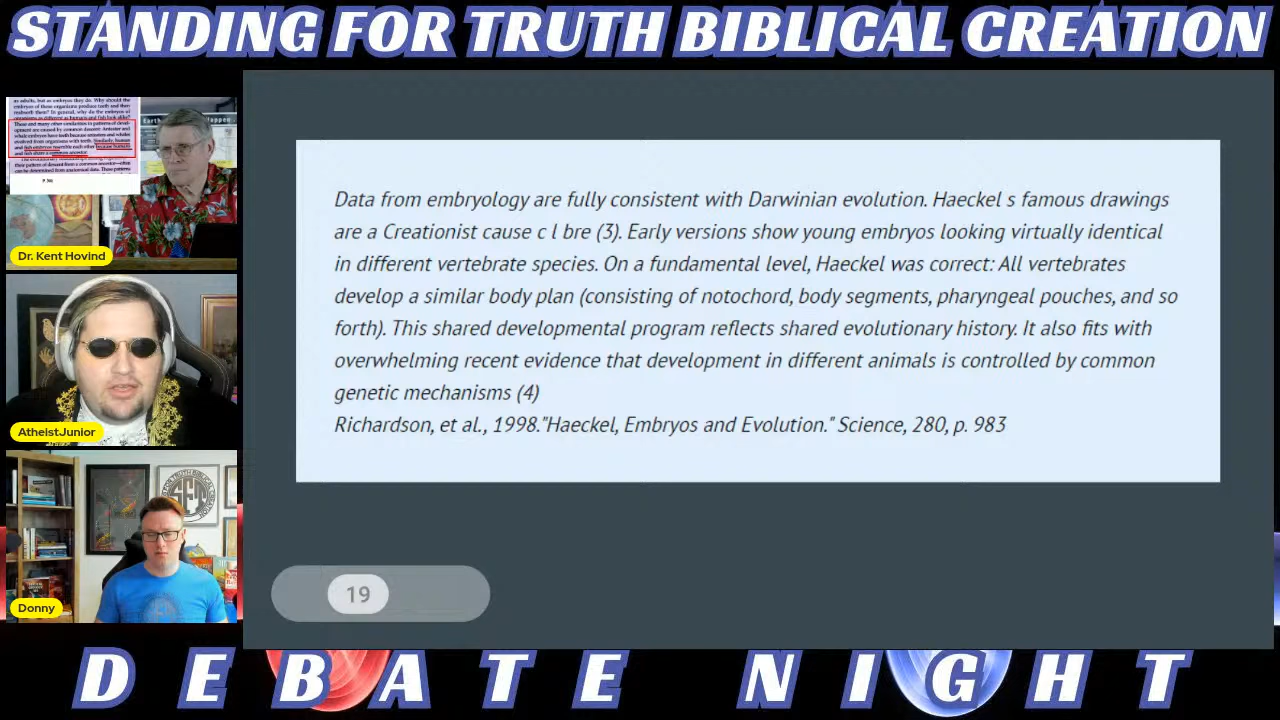 STANDING FOR TRUTH BIBLICAL CREATION
Dr. Kent Hovind
AtheistJunior
Donny
Data from embryology are fully consistent with Darwinian evolution. Haeckel s famous drawings
are a Creationist cause c l bre (3). Early versions show young embryos looking virtually identical
in different vertebrate species. On a fundamental level, Haeckel was correct: All vertebrates
develop a similar body plan (consisting of notochord, body segments, pharyngeal pouches, and so
forth). This shared developmental program reflects shared evolutionary history. It also fits with
overwhelming recent evidence that development in different animals is controlled by common
genetic mechanisms (4)
Richardson, et al., 1998."Haeckel, Embryos and Evolution." Science, 280, p. 983
19
DEBATE NIGHT